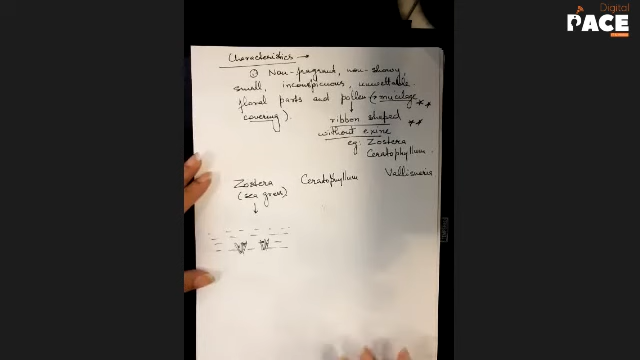 Digital
PACE
Characteristics →
① Non-fragrant, non-showy,
small, inconspicuous, unwettable
floral parts and pollen (→ mucilage
covering). **
ribbon shaped **
without exine
eg: Zostera
Ceratophyllum
Zostera Ceratophyllum Vallisneria
(sea grass)